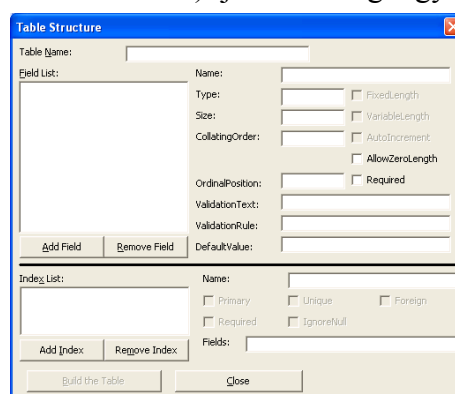 Table Structure
Table Name:
Field List:
Name:
Type:
FixedLength
Size:
VariableLength
CollatingOrder:
AutoIncrement
AllowZeroLength
OrdinalPosition:
Required
ValidationText:
ValidationRule:
Add Field Remove Field DefaultValue:
Index List:
Name:
Primary Unique Foreign
Required IgnoreNull
Add Index Remove Index Fields:
Build the Table Close